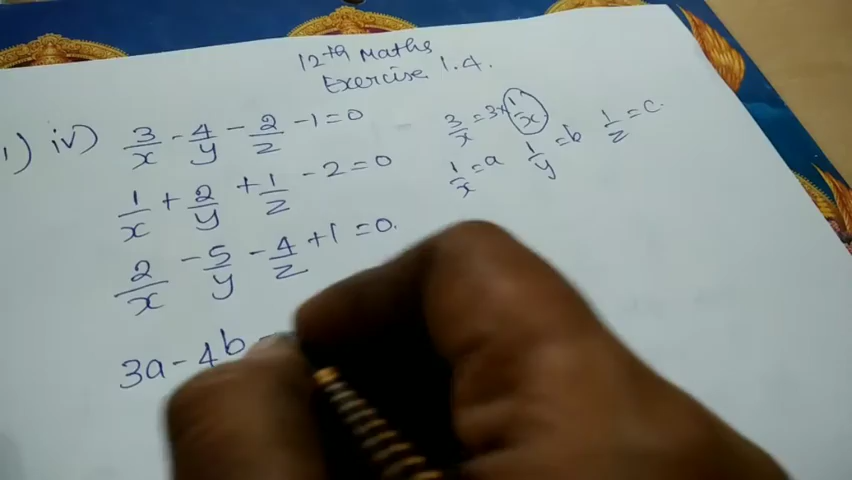 12th Maths
Exercise 1.4.
1) iv) 3/x - 4/y - 2/z - 1 = 0
3/x = 3×1/x
1/x + 2/y + 1/z - 2 = 0
1/x = a 1/y = b 1/z = c.
2/x - 5/y - 4/z + 1 = 0.
3a - 4b -